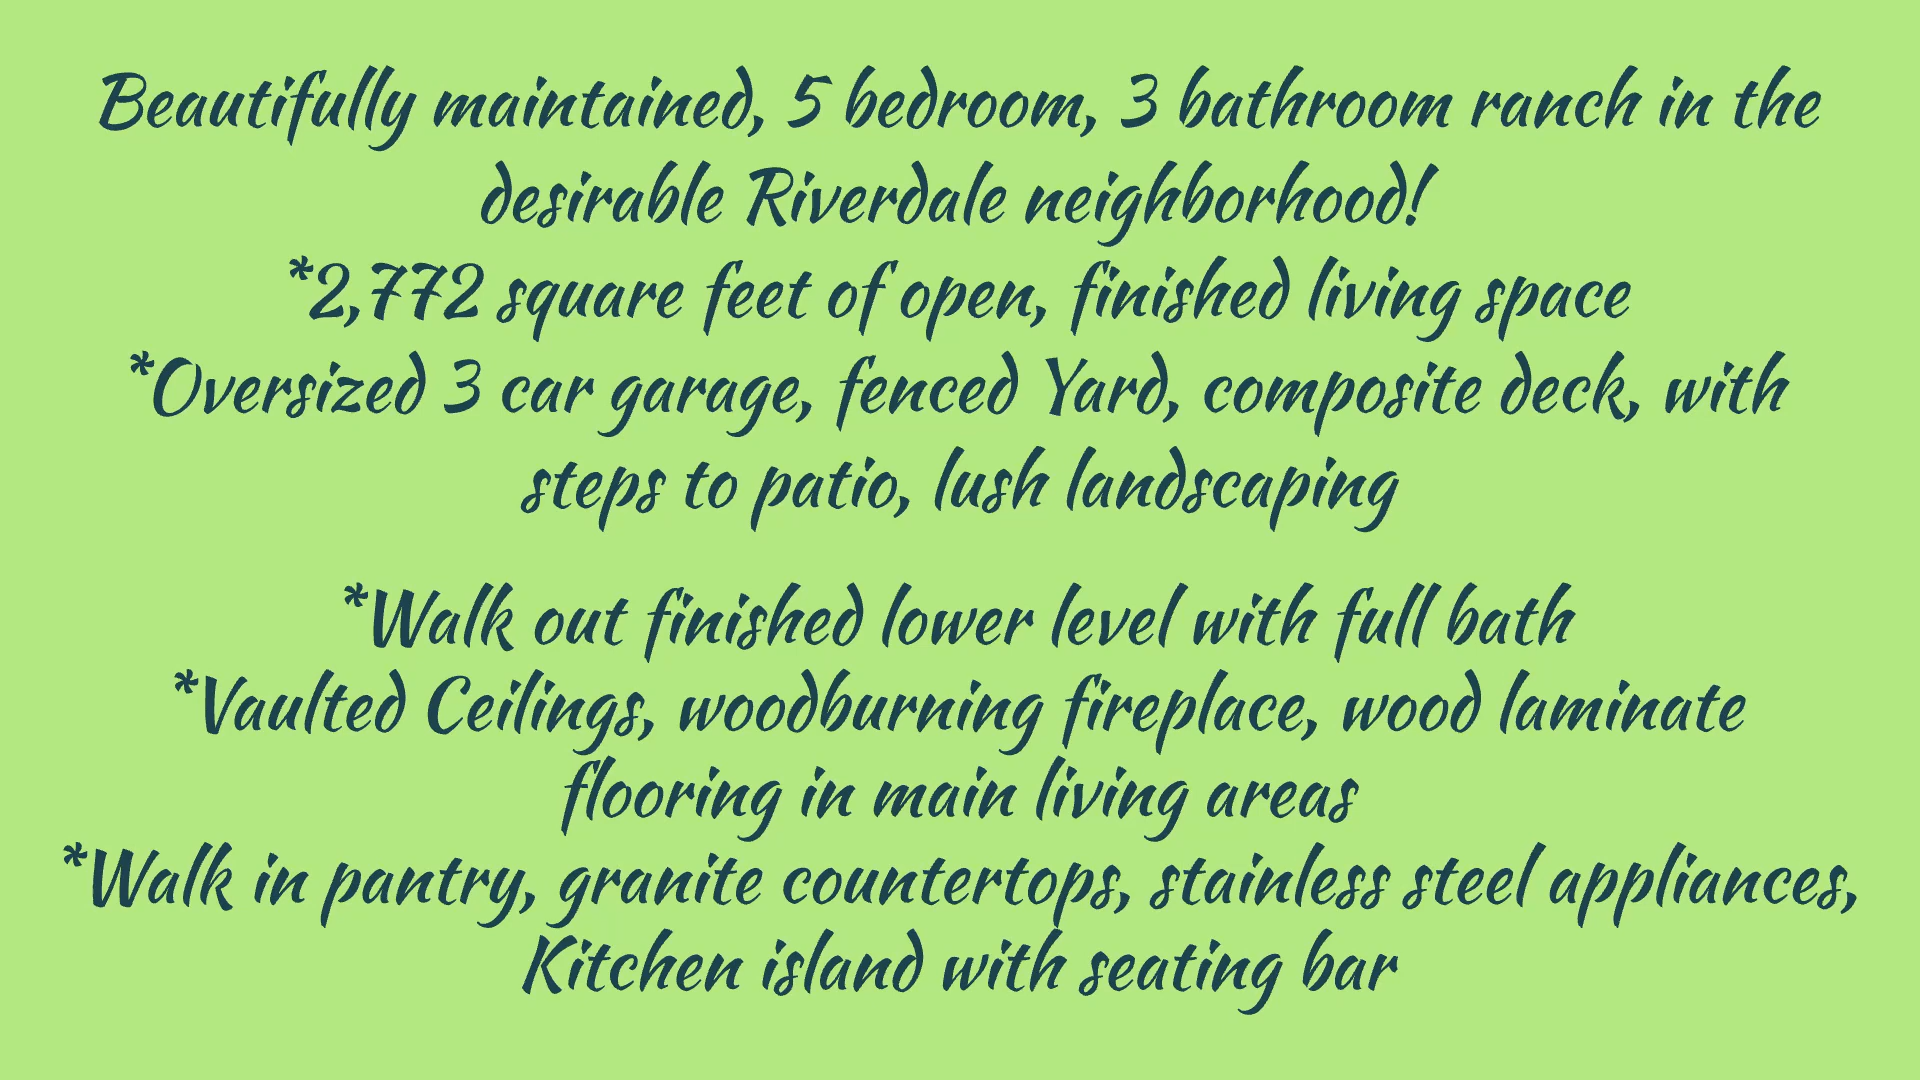 Beautifully maintained, 5 bedroom, 3 bathroom ranch in the
desirable Riverdale neighborhood!
*2,772 square feet of open, finished living space
*Oversized 3 car garage, fenced Yard, composite deck, with
steps to patio, lush landscaping
*Walk out finished lower level with full bath
*Vaulted Ceilings, woodburning fireplace, wood laminate
flooring in main living areas
*Walk in pantry, granite countertops, stainless steel appliances,
Kitchen island with seating bar